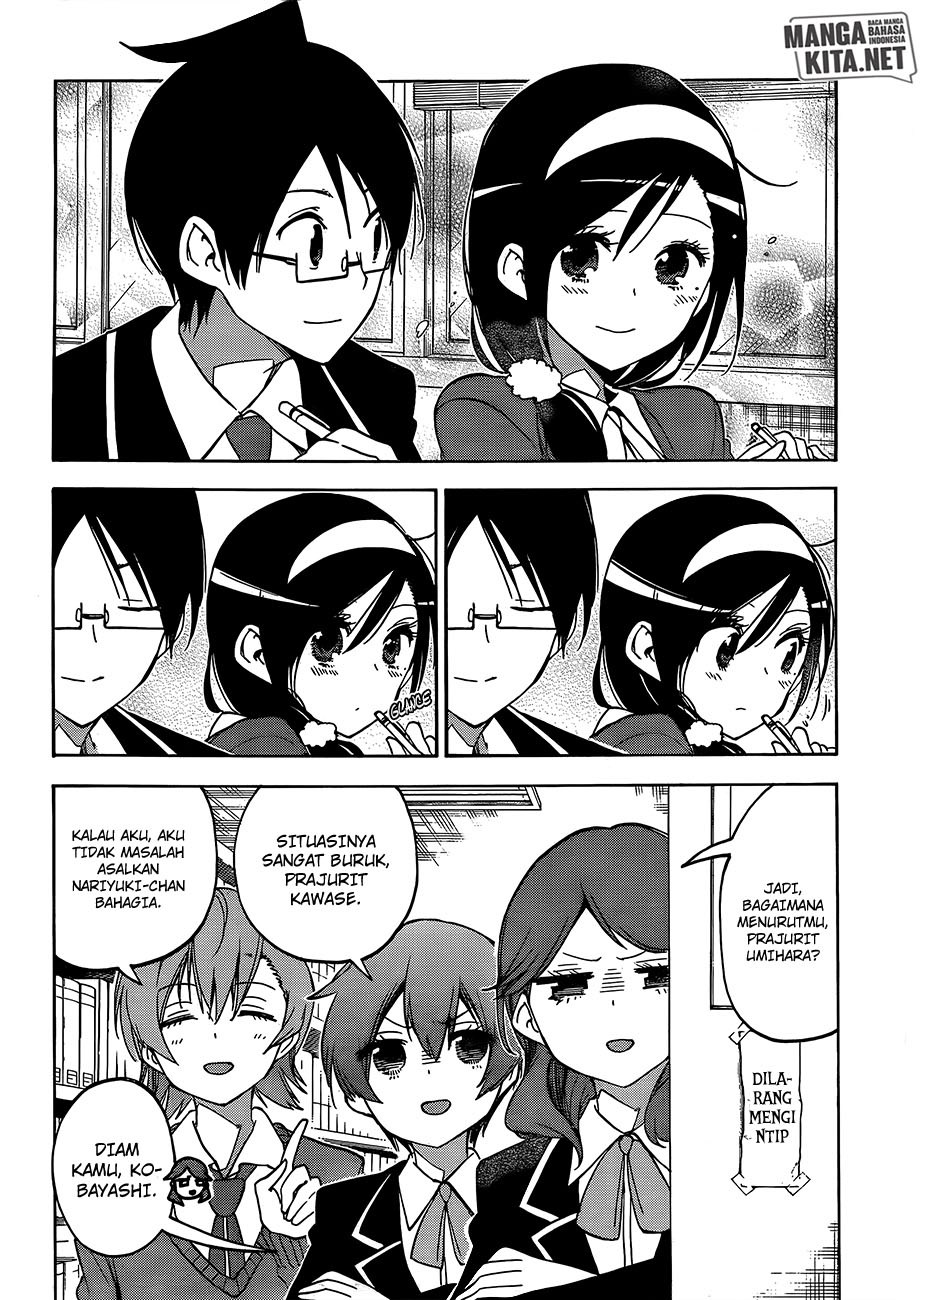 MANGA
KITA.NET
BACA MANGA
BAHASA
INDONESIA
GLANCE
JADI,
BAGAIMANA
MENURUTMU,
PRAJURIT
UMIHARA?
DILA-
RANG
MENGI
NTIP
SITUASINYA
SANGAT BURUK,
PRAJURIT
KAWASE.
KALAU AKU, AKU
TIDAK MASALAH
ASALKAN
NARIYUKI-CHAN
BAHAGIA.
DIAM
KAMU, KO-
BAYASHI.